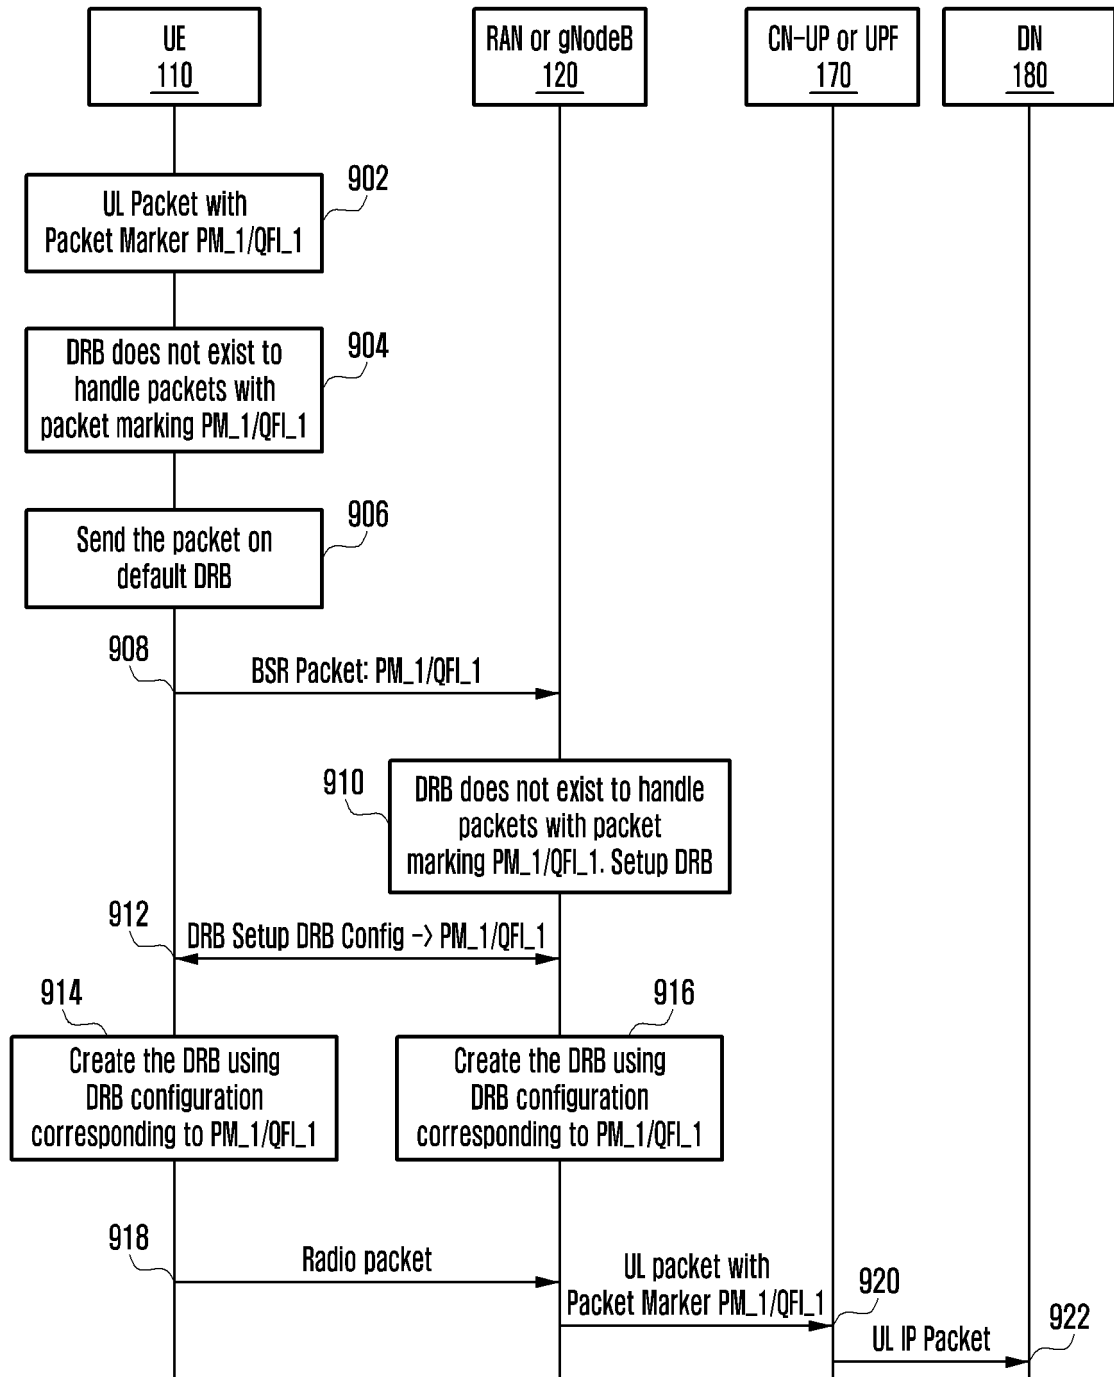 UE
110
RAN or gNodeB
120
CN-UP or UPF
170
DN
180
902
UL Packet with
Packet Marker PM_1/QFI_1
904
DRB does not exist to
handle packets with
packet marking PM_1/QFI_1
906
Send the packet on
default DRB
908
BSR Packet: PM_1/QFI_1
910
DRB does not exist to handle
packets with packet
marking PM_1/QFI_1. Setup DRB
912
DRB Setup DRB Config -> PM_1/QFI_1
914
Create the DRB using
DRB configuration
corresponding to PM_1/QFI_1
916
Create the DRB using
DRB configuration
corresponding to PM_1/QFI_1
918
Radio packet
UL packet with
Packet Marker PM_1/QFI_1
920
UL IP Packet
922